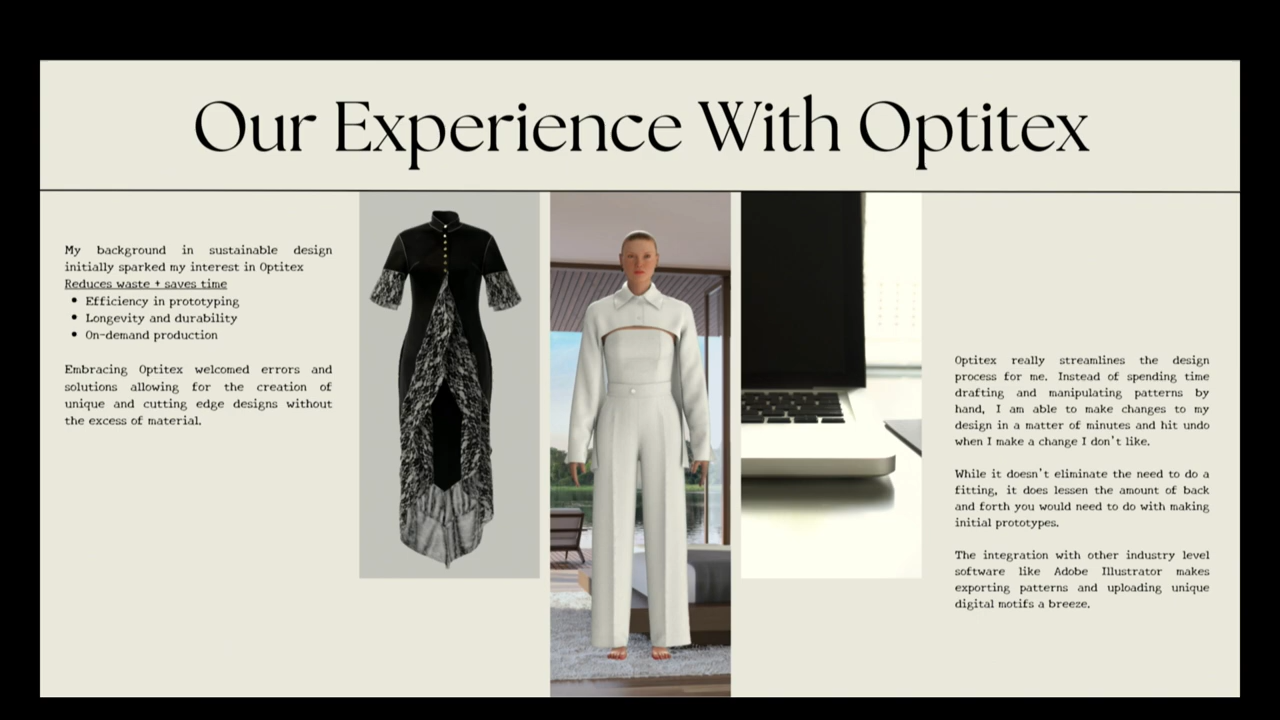 Our Experience With Optitex
My background in sustainable design
initially sparked my interest in Optitex
Reduces waste + saves time
• Efficiency in prototyping
• Longevity and durability
• On-demand production
Embracing Optitex welcomed errors and
solutions allowing for the creation of
unique and cutting edge designs without
the excess of material.
Optitex really streamlines the design
process for me. Instead of spending time
drafting and manipulating patterns by
hand, I am able to make changes to my
design in a matter of minutes and hit undo
when I make a change I don't like.
While it doesn't eliminate the need to do a
fitting, it does lessen the amount of back
and forth you would need to do with making
initial prototypes.
The integration with other industry level
software like Adobe Illustrator makes
exporting patterns and uploading unique
digital motifs a breeze.